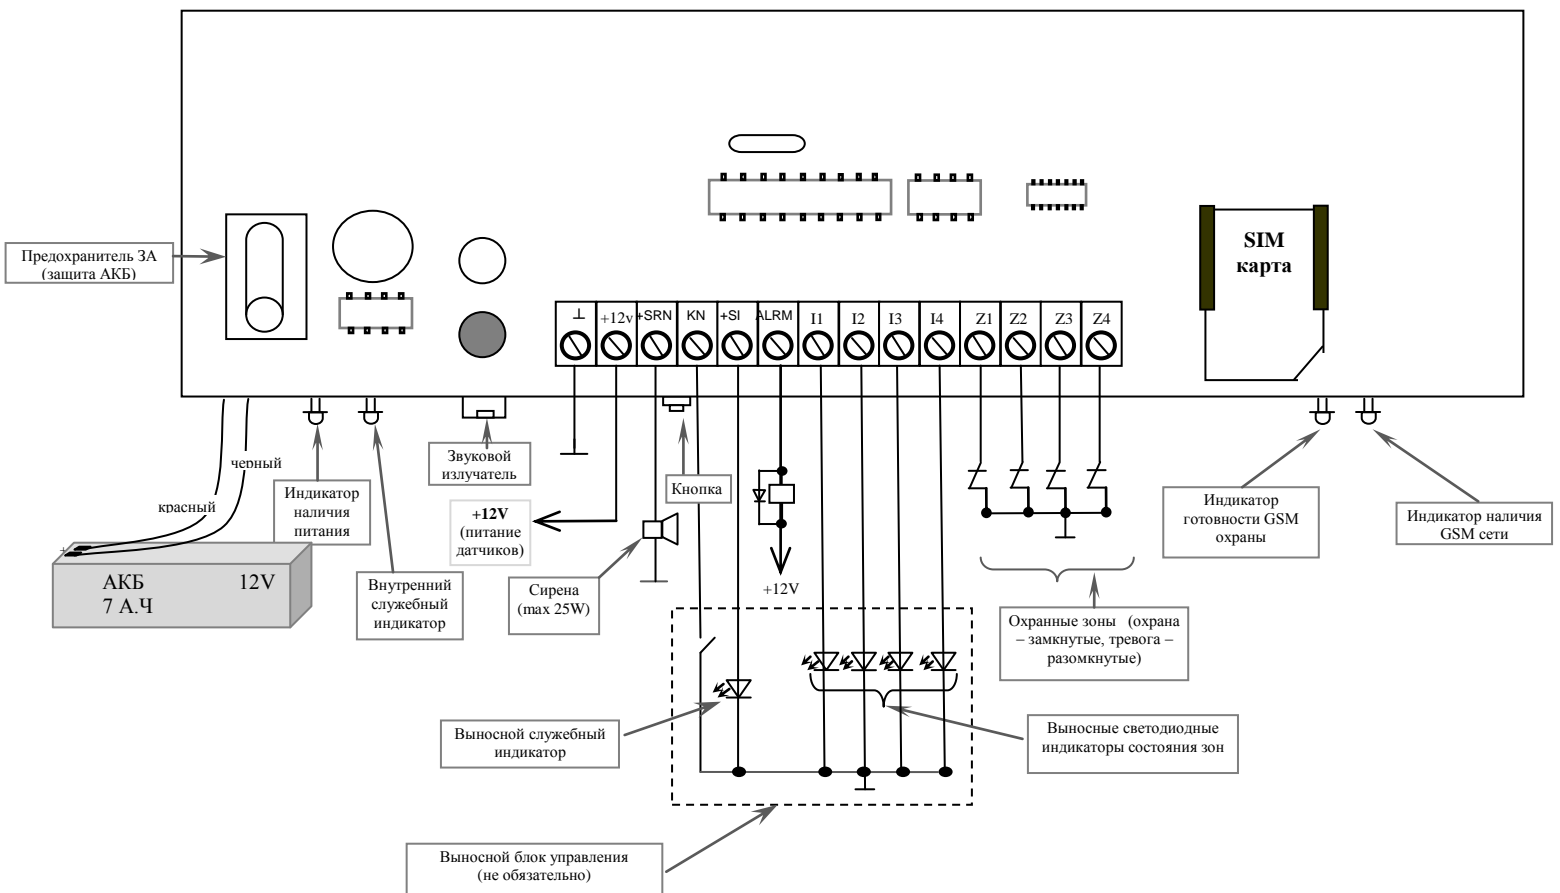 SIM
карта
Предохранитель 3А
(защита АКБ)
⊥ +12v +SRN KN +SI ALRM I1 I2 I3 I4 Z1 Z2 Z3 Z4
черный
красный
+
АКБ 12V
7 А.Ч
Индикатор
наличия
питания
Внутренний
служебный
индикатор
Звуковой
излучатель
+12V
(питание
датчиков)
Сирена
(max 25W)
Кнопка
+12V
Охранные зоны (охрана
– замкнутые, тревога –
разомкнутые)
Индикатор
готовности GSM
охраны
Индикатор наличия
GSM сети
Выносной служебный
индикатор
Выносные светодиодные
индикаторы состояния зон
Выносной блок управления
(не обязательно)